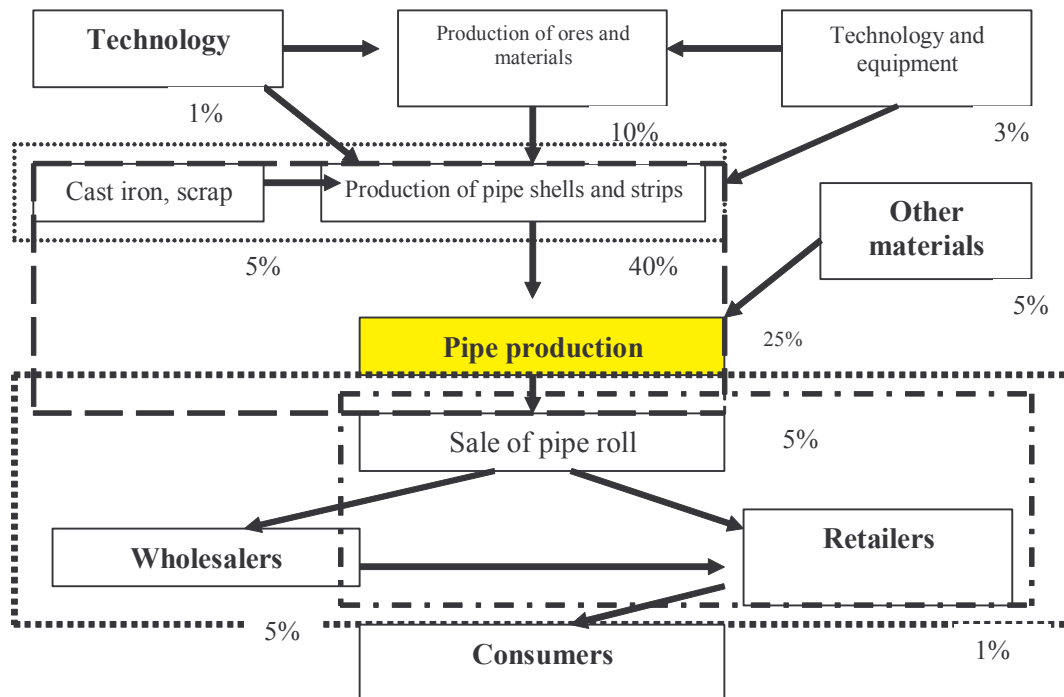 Technology
Production of ores and
materials
Technology and
equipment
1%
10%
3%
Cast iron, scrap
Production of pipe shells and strips
Other
materials
5%
40%
5%
Pipe production
25%
Sale of pipe roll
5%
Wholesalers
Retailers
5%
Consumers
1%